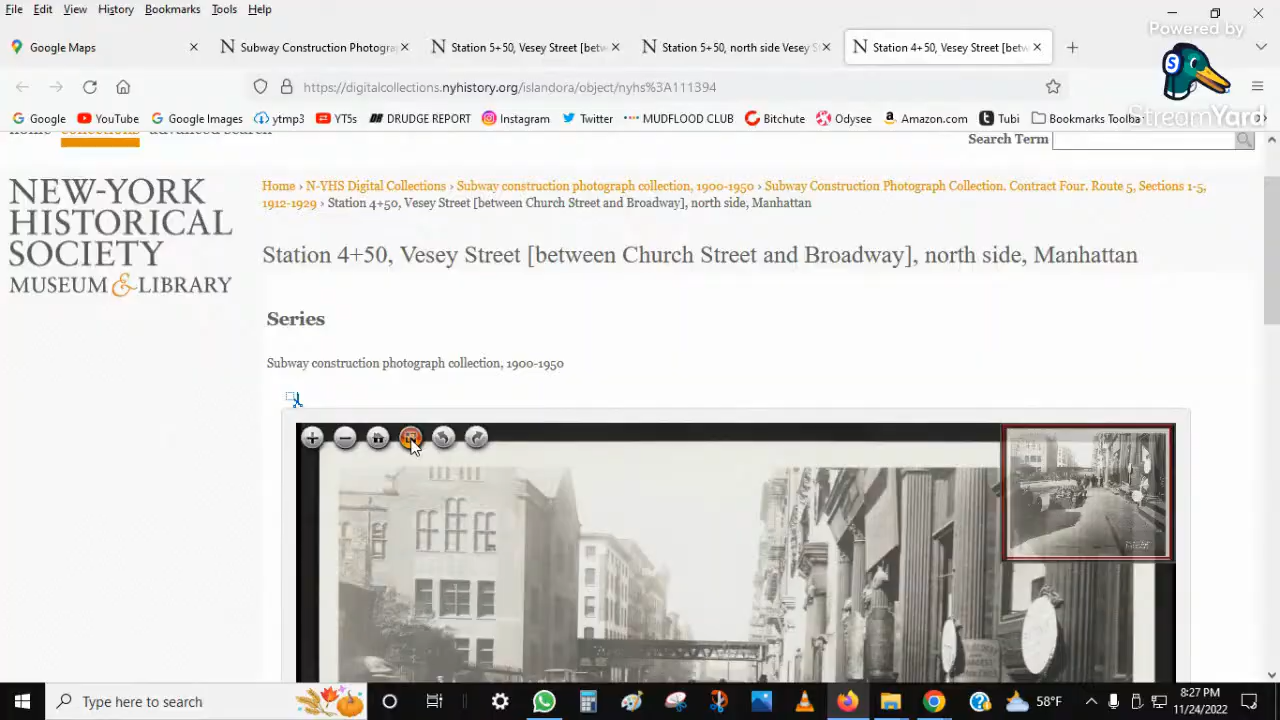 File Edit View History Bookmarks Tools Help
Powered by
Google Maps
Subway Construction Photogra
Station 5+50, Vesey Street [betw
Station 5+50, north side Vesey S
Station 4+50, Vesey Street [betw
https://digitalcollections.nyhistory.org/islandora/object/nyhs%3A111394
StreamYard
Google YouTube Google Images ytmp3 YT5s DRUDGE REPORT Instagram Twitter MUDFLOOD CLUB Bitchute Odysee Amazon.com Tubi Bookmarks Toolbar
home collections advanced search
Search Term
NEW-YORK
HISTORICAL
SOCIETY
MUSEUM & LIBRARY
Home › N-YHS Digital Collections › Subway construction photograph collection, 1900-1950 › Subway Construction Photograph Collection. Contract Four. Route 5, Sections 1-5,
1912-1929 › Station 4+50, Vesey Street [between Church Street and Broadway], north side, Manhattan
Station 4+50, Vesey Street [between Church Street and Broadway], north side, Manhattan
Series
Subway construction photograph collection, 1900-1950
Type here to search
58°F
8:27 PM
11/24/2022